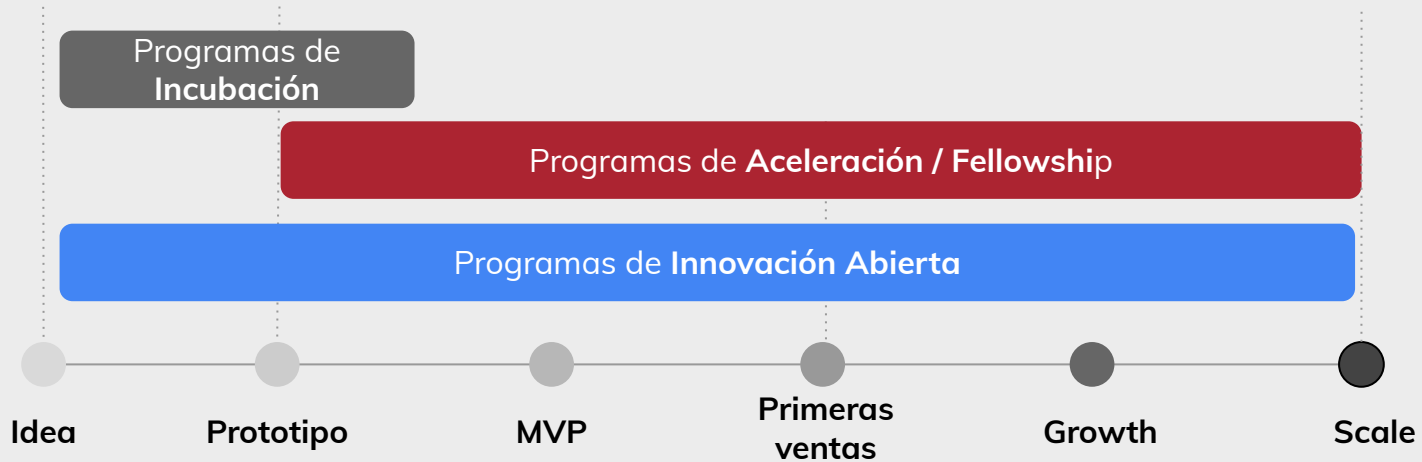 Programas de
Incubación
Programas de Aceleración / Fellowship
Programas de Innovación Abierta
Idea
Prototipo
MVP
Primeras
ventas
Growth
Scale